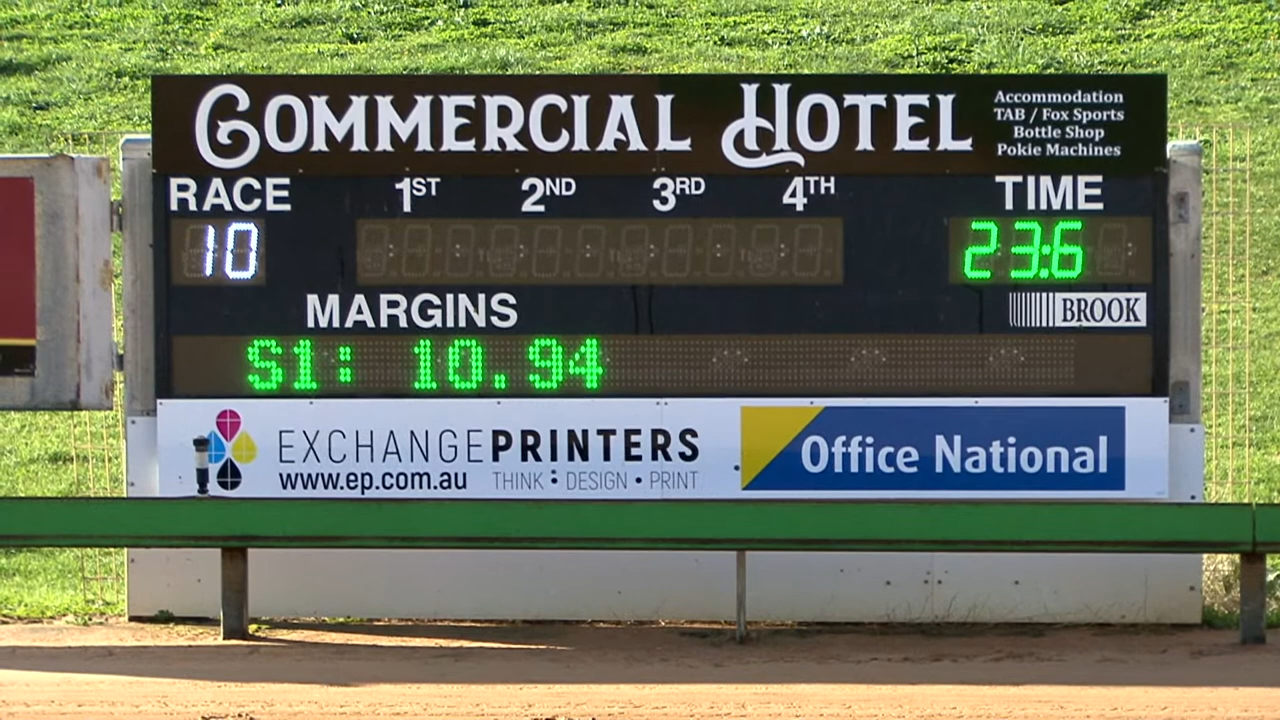 COMMERCIAL HOTEL
Accommodation
TAB / Fox Sports
Bottle Shop
Pokie Machines
RACE 1ST 2ND 3RD 4TH TIME
10 23:6
MARGINS BROOK
S1: 10.94
EXCHANGEPRINTERS
www.ep.com.au THINK : DESIGN • PRINT
Office National